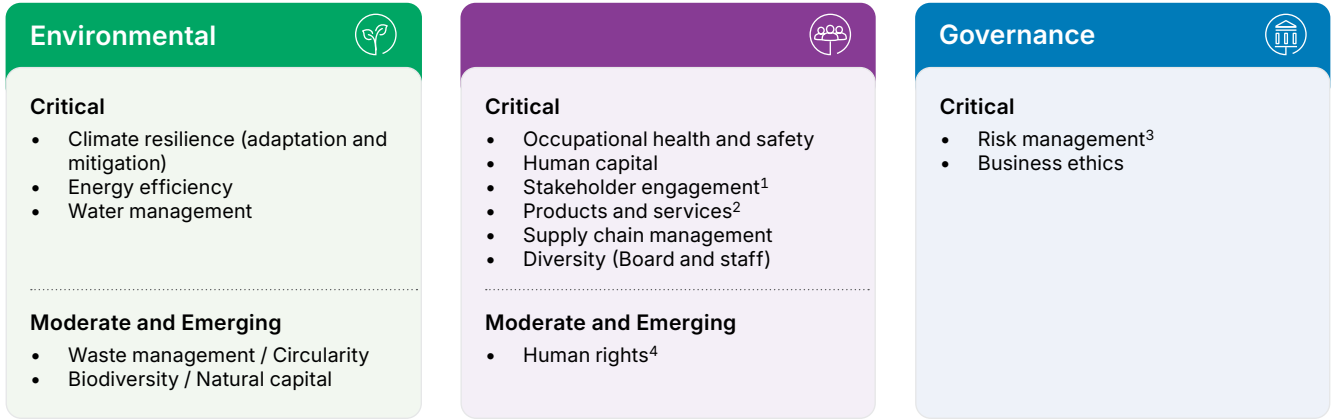 Environmental
Critical
• Climate resilience (adaptation and
mitigation)
• Energy efficiency
• Water management
Moderate and Emerging
• Waste management / Circularity
• Biodiversity / Natural capital
Critical
• Occupational health and safety
• Human capital
• Stakeholder engagement¹
• Products and services²
• Supply chain management
• Diversity (Board and staff)
Moderate and Emerging
• Human rights⁴
Governance
Critical
• Risk management³
• Business ethics